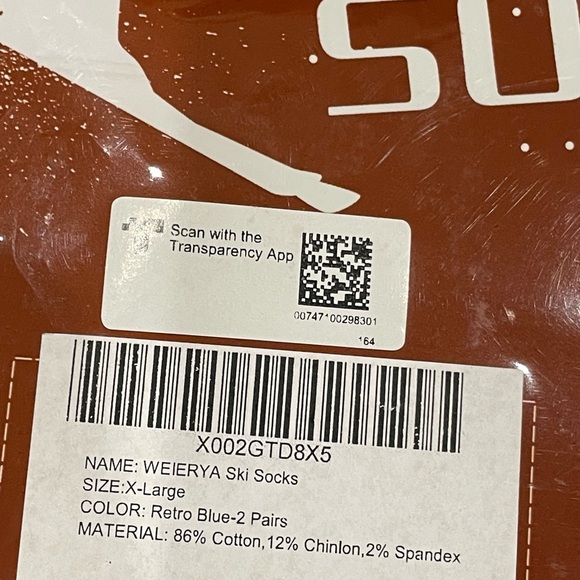 SO
Scan with the
Transparency App
00747100298301
164
X002GTD8X5
NAME: WEIERYA Ski Socks
SIZE:X-Large
COLOR: Retro Blue-2 Pairs
MATERIAL: 86% Cotton,12% Chinlon,2% Spandex